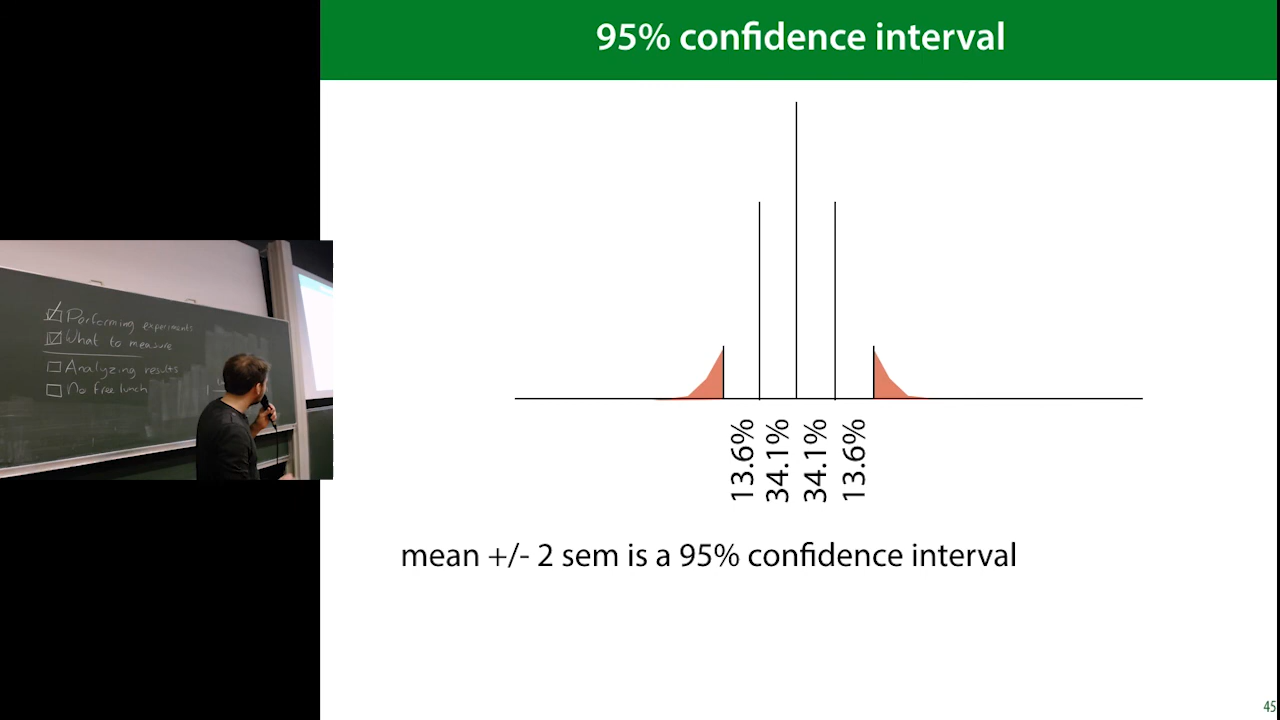 95% confidence interval
Performing experiments
What to measure
Analyzing results
No free lunch
13.6%
34.1%
34.1%
13.6%
mean +/- 2 sem is a 95% confidence interval
45